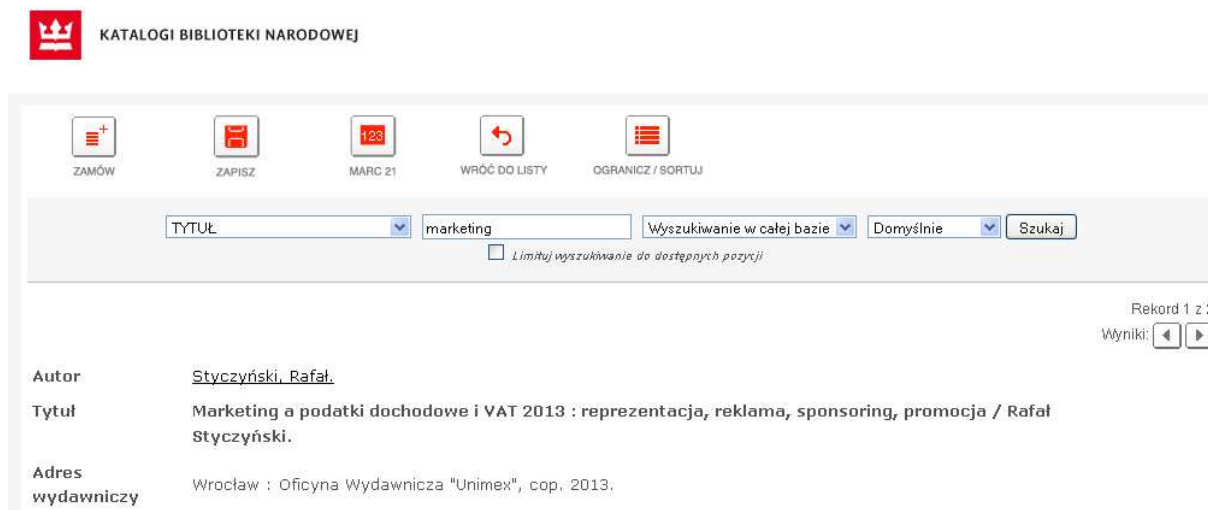 KATALOGI BIBLIOTEKI NARODOWEJ
123
ZAMÓW ZAPISZ MARC 21 WRÓĆ DO LISTY OGRANICZ / SORTUJ
TYTUŁ marketing Wyszukiwanie w całej bazie Domyślnie Szukaj
Limituj wyszukiwanie do dostępnych pozycji
Rekord 1 z
Wyniki:
Autor Styczyński, Rafał.
Tytuł Marketing a podatki dochodowe i VAT 2013 : reprezentacja, reklama, sponsoring, promocja / Rafał
Styczyński.
Adres
wydawniczy Wrocław : Oficyna Wydawnicza "Unimex", cop. 2013.